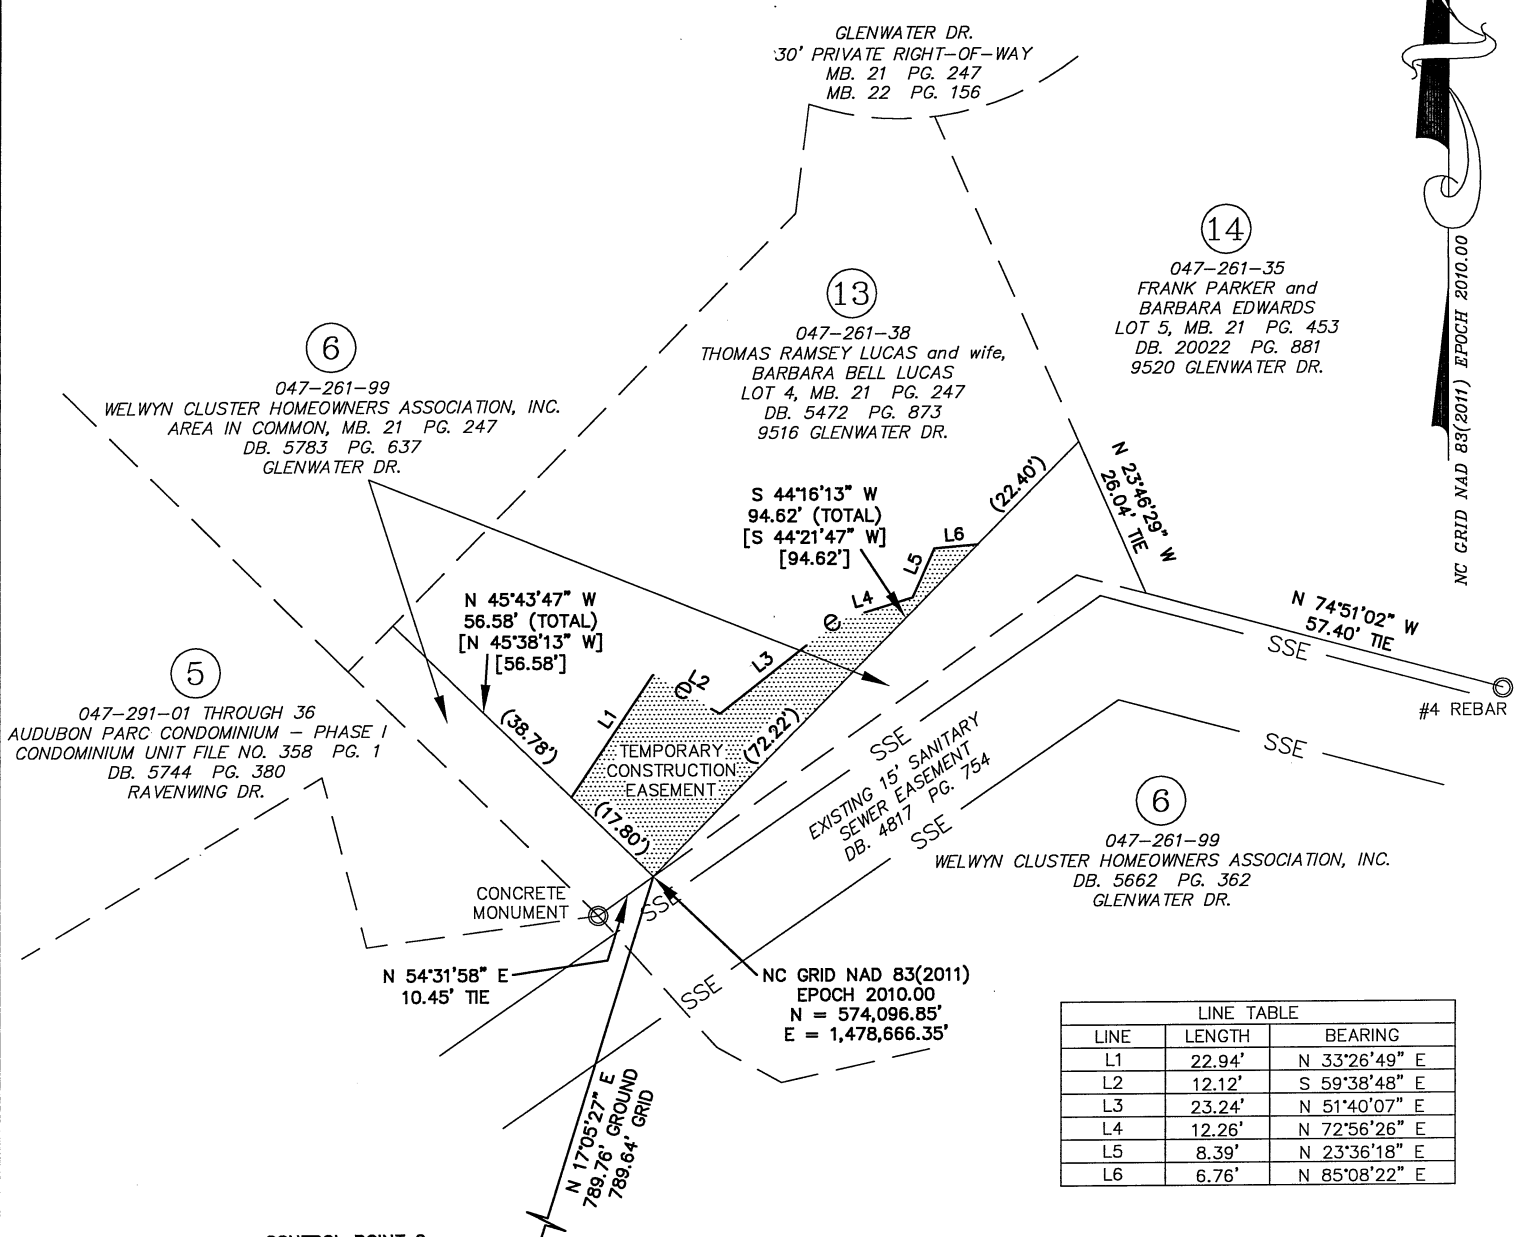 GLENWATER DR.
30' PRIVATE RIGHT-OF-WAY
MB. 21 PG. 247
MB. 22 PG. 156
14
047-261-35
FRANK PARKER and
BARBARA EDWARDS
LOT 5, MB. 21 PG. 453
DB. 20022 PG. 881
9520 GLENWATER DR.
NC GRID NAD 83(2011) EPOCH 2010.00
13
047-261-38
THOMAS RAMSEY LUCAS and wife,
BARBARA BELL LUCAS
LOT 4, MB. 21 PG. 247
DB. 5472 PG. 873
9516 GLENWATER DR.
6
047-261-99
WELWYN CLUSTER HOMEOWNERS ASSOCIATION, INC.
AREA IN COMMON, MB. 21 PG. 247
DB. 5783 PG. 637
GLENWATER DR.
S 44°16'13" W
94.62' (TOTAL)
[S 44°21'47" W]
[94.62']
(22.40')
N 23°46'29" W
26.04' TIE
L6
L5
L4
e
L3
L2
e
L1
N 45°43'47" W
56.58' (TOTAL)
[N 45°38'13" W]
[56.58']
N 74°51'02" W
57.40' TIE
SSE
#4 REBAR
5
047-291-01 THROUGH 36
AUDUBON PARC CONDOMINIUM - PHASE I
CONDOMINIUM UNIT FILE NO. 358 PG. 1
DB. 5744 PG. 380
RAVENWING DR.
(38.78')
(72.22')
TEMPORARY
CONSTRUCTION
EASEMENT
(17.80')
SSE
SSE
EXISTING 15' SANITARY
SEWER EASEMENT
DB. 4817 PG. 754
SSE
6
047-261-99
WELWYN CLUSTER HOMEOWNERS ASSOCIATION, INC.
DB. 5662 PG. 362
GLENWATER DR.
CONCRETE
MONUMENT
SSE
N 54°31'58" E
10.45' TIE
SSE
NC GRID NAD 83(2011)
EPOCH 2010.00
N = 574,096.85'
E = 1,478,666.35'
N 17°05'27" E
789.76' GROUND
789.64' GRID
LINE TABLE
LINE LENGTH BEARING
L1 22.94' N 33°26'49" E
L2 12.12' S 59°38'48" E
L3 23.24' N 51°40'07" E
L4 12.26' N 72°56'26" E
L5 8.39' N 23°36'18" E
L6 6.76' N 85°08'22" E